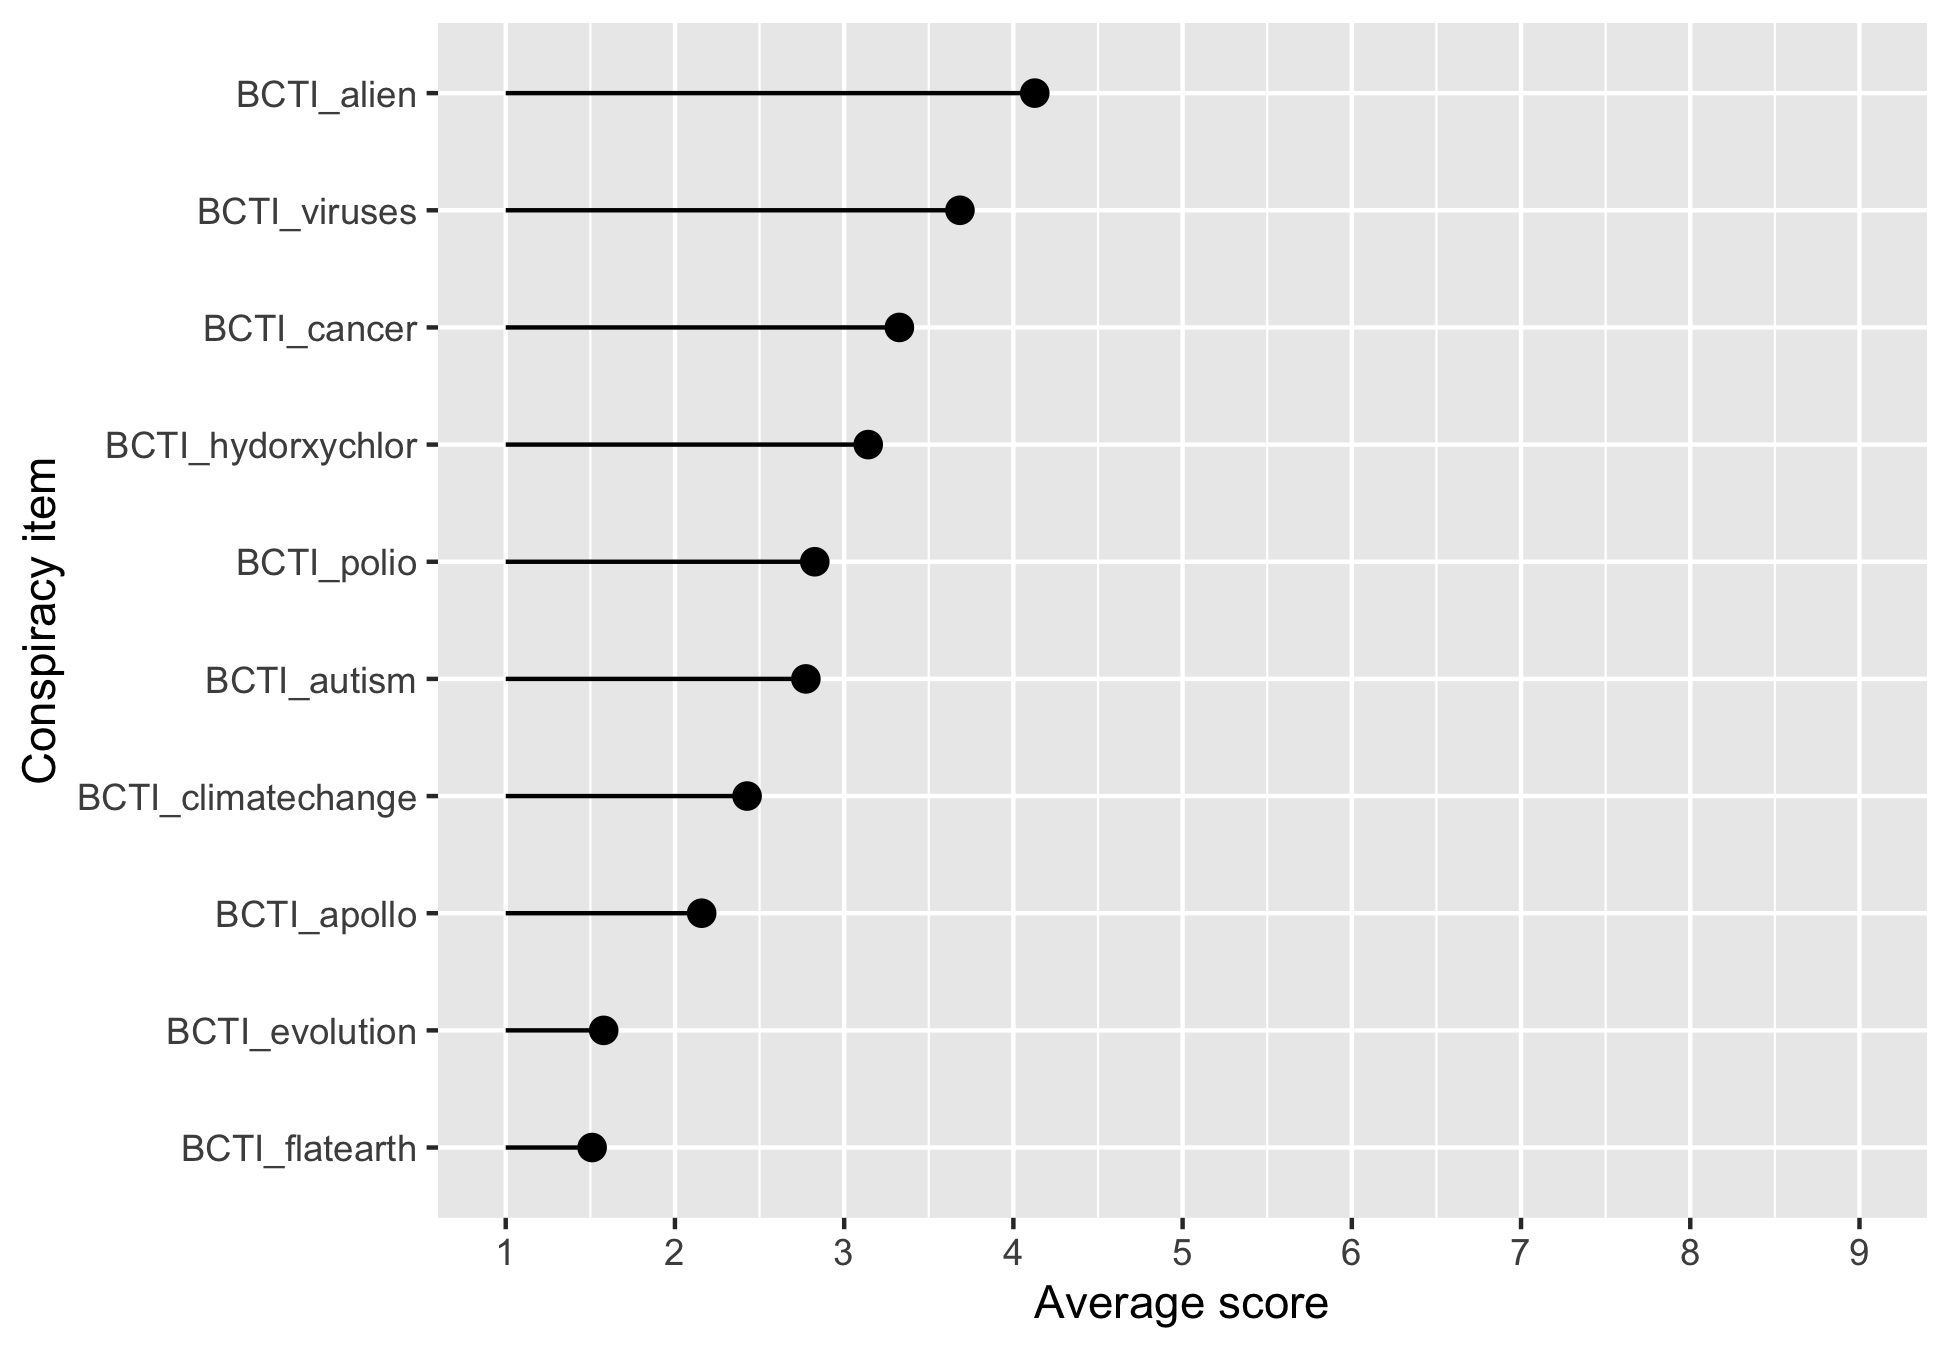 BCTI_alien
BCTI_viruses
BCTI_cancer
BCTI_hydorxychlor
BCTI_polio
BCTI_autism
BCTI_climatechange
BCTI_apollo
BCTI_evolution
BCTI_flatearth
Conspiracy item
1 2 3 4 5 6 7 8 9
Average score